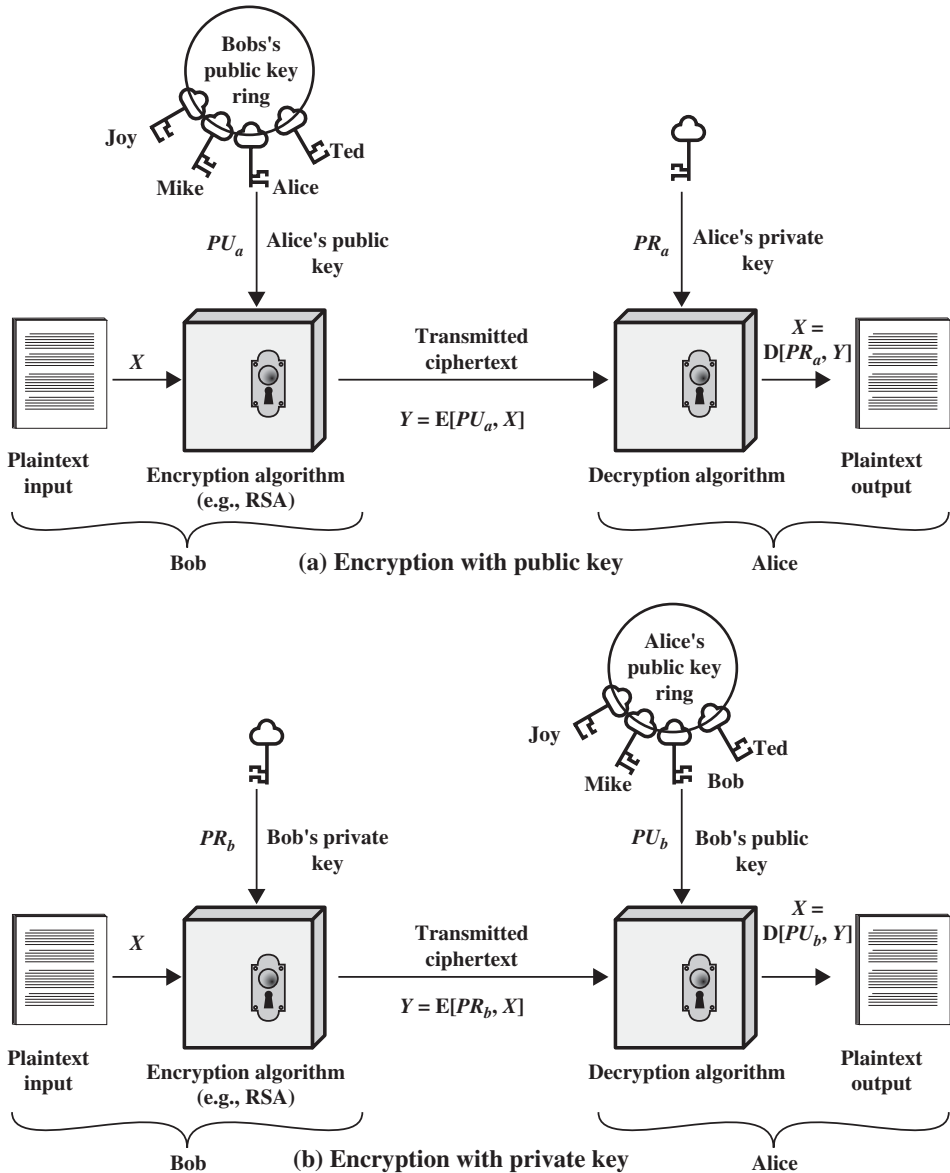 Bobs's
public key
ring
Joy
Ted
Mike
Alice
PUa
Alice's public
key
PRa
Alice's private
key
X
Transmitted
ciphertext
X =
D[PRa, Y]
Y = E[PUa, X]
Plaintext
input
Encryption algorithm
(e.g., RSA)
Decryption algorithm
Plaintext
output
Bob
(a) Encryption with public key
Alice
Alice's
public key
ring
Joy
Ted
Mike
Bob
PRb
Bob's private
key
PUb
Bob's public
key
X
Transmitted
ciphertext
X =
D[PUb, Y]
Y = E[PRb, X]
Plaintext
input
Encryption algorithm
(e.g., RSA)
Decryption algorithm
Plaintext
output
Bob
(b) Encryption with private key
Alice